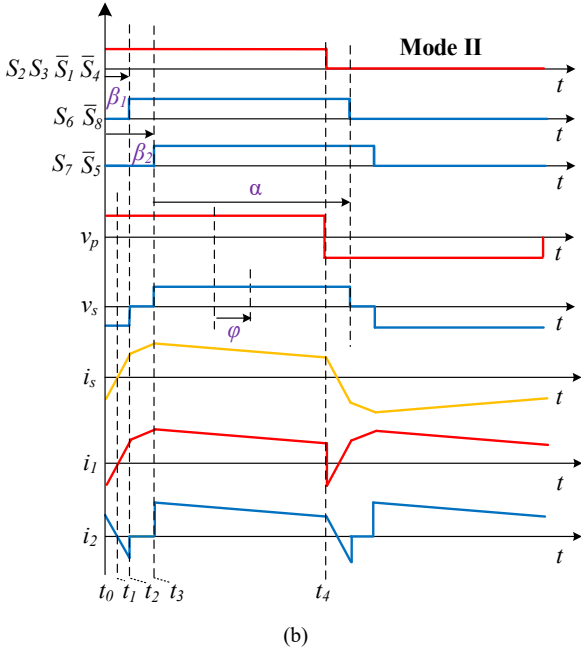 Mode II
S₂ S₃ S̅₁ S̅₄ t
β₁
S₆ S̅₈ t
β₂
S₇ S̅₅ t
α
vₚ t
vₛ t
φ
iₛ t
i₁ t
i₂ t
t₀ t₁ t₂ t₃ t₄
(b)